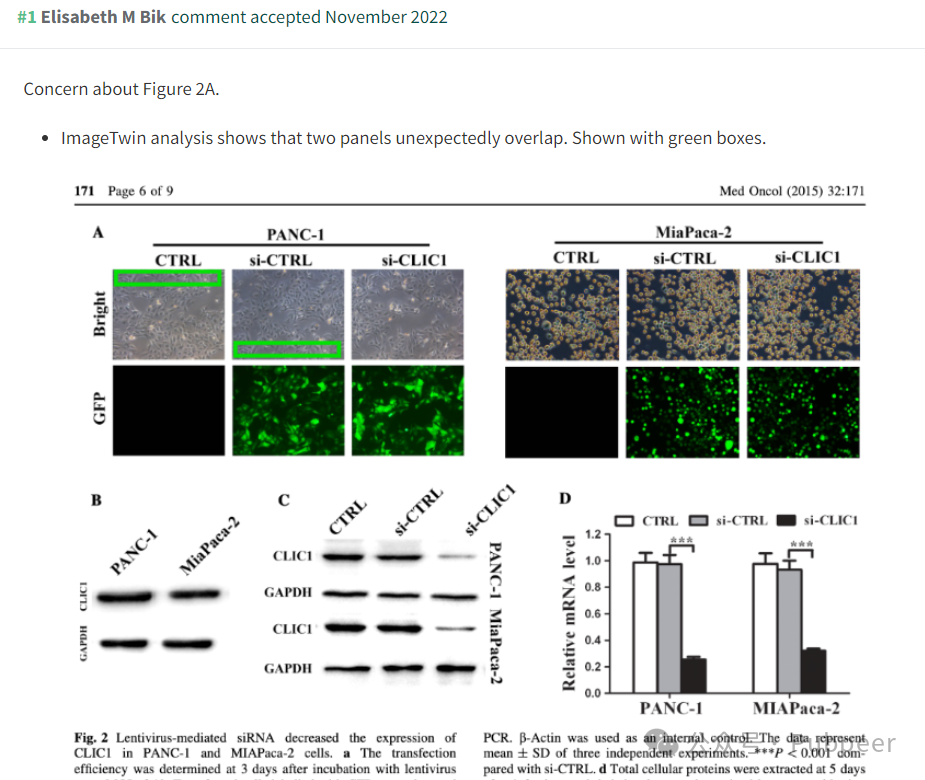 #1 Elisabeth M Bik comment accepted November 2022
Concern about Figure 2A.
• ImageTwin analysis shows that two panels unexpectedly overlap. Shown with green boxes.
171 Page 6 of 9
Med Oncol (2015) 32:171
A
PANC-1
CTRL si-CTRL si-CLIC1
MiaPaca-2
CTRL si-CTRL si-CLIC1
Bright
GFP
B
PANC-1 MiaPaca-2
CLIC1
GAPDH
C
CTRL si-CTRL si-CLIC1
CLIC1
GAPDH
PANC-1
CLIC1
GAPDH
MiaPaca-2
D
CTRL si-CTRL si-CLIC1
Relative mRNA level
1.2
1.0
0.8
0.6
0.4
0.2
0.0
*** ***
PANC-1 MIAPaca-2
Fig. 2 Lentivirus-mediated siRNA decreased the expression of
CLIC1 in PANC-1 and MIAPaca-2 cells. a The transfection
efficiency was determined at 3 days after incubation with lentivirus
PCR. β-Actin was used as an internal control. The data represent
mean ± SD of three independent experiments. ***P < 0.001 com-
pared with si-CTRL. d Total cellular proteins were extracted at 5 days
公众号